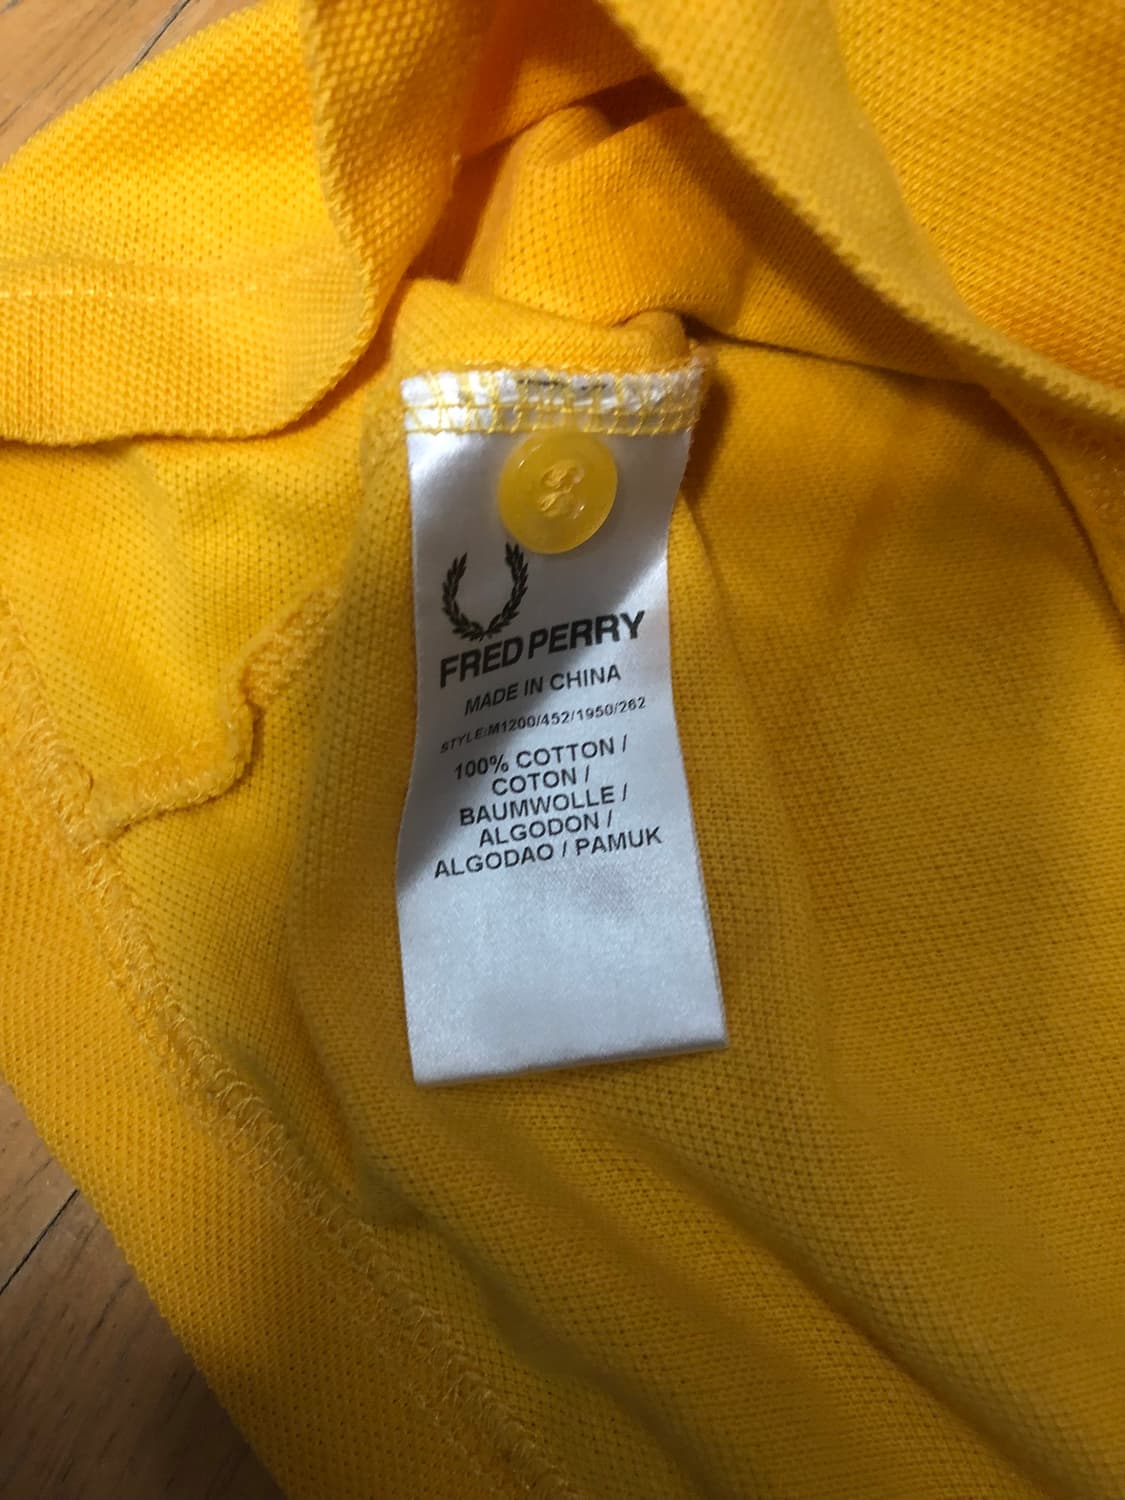 FRED PERRY
MADE IN CHINA
STYLE:M1200/452/1950/262
100% COTTON /
COTON /
BAUMWOLLE /
ALGODON /
ALGODAO / PAMUK